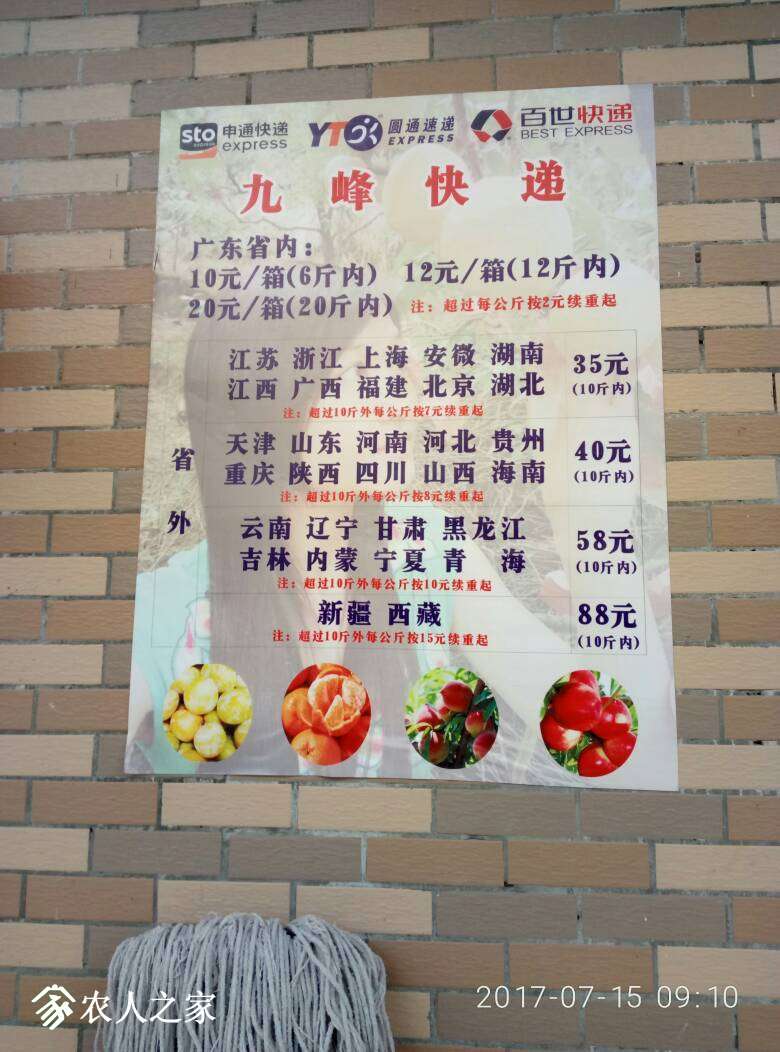 sto express 申通快递 express
YTO 圆通速递 EXPRESS
百世快递 BEST EXPRESS
九峰快递
广东省内：
10元/箱(6斤内) 12元/箱(12斤内)
20元/箱(20斤内) 注：超过每公斤按2元续重起
省外
江苏 浙江 上海 安微 湖南
江西 广西 福建 北京 湖北
注：超过10斤外每公斤按7元续重起
35元
(10斤内)
天津 山东 河南 河北 贵州
重庆 陕西 四川 山西 海南
注：超过10斤外每公斤按8元续重起
40元
(10斤内)
云南 辽宁 甘肃 黑龙江
吉林 内蒙 宁夏 青 海
注：超过10斤外每公斤按10元续重起
58元
(10斤内)
新疆 西藏
注：超过10斤外每公斤按15元续重起
88元
(10斤内)
农人之家
2017-07-15 09:10